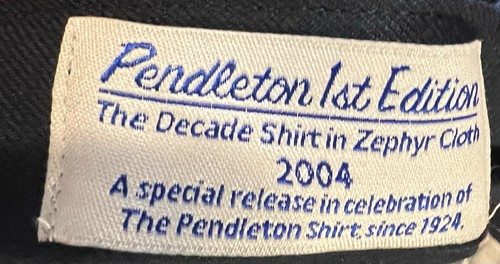 Pendleton 1st Edition
The Decade Shirt in Zephyr Cloth
2004
A special release in celebration of
The Pendleton Shirt, since 1924.